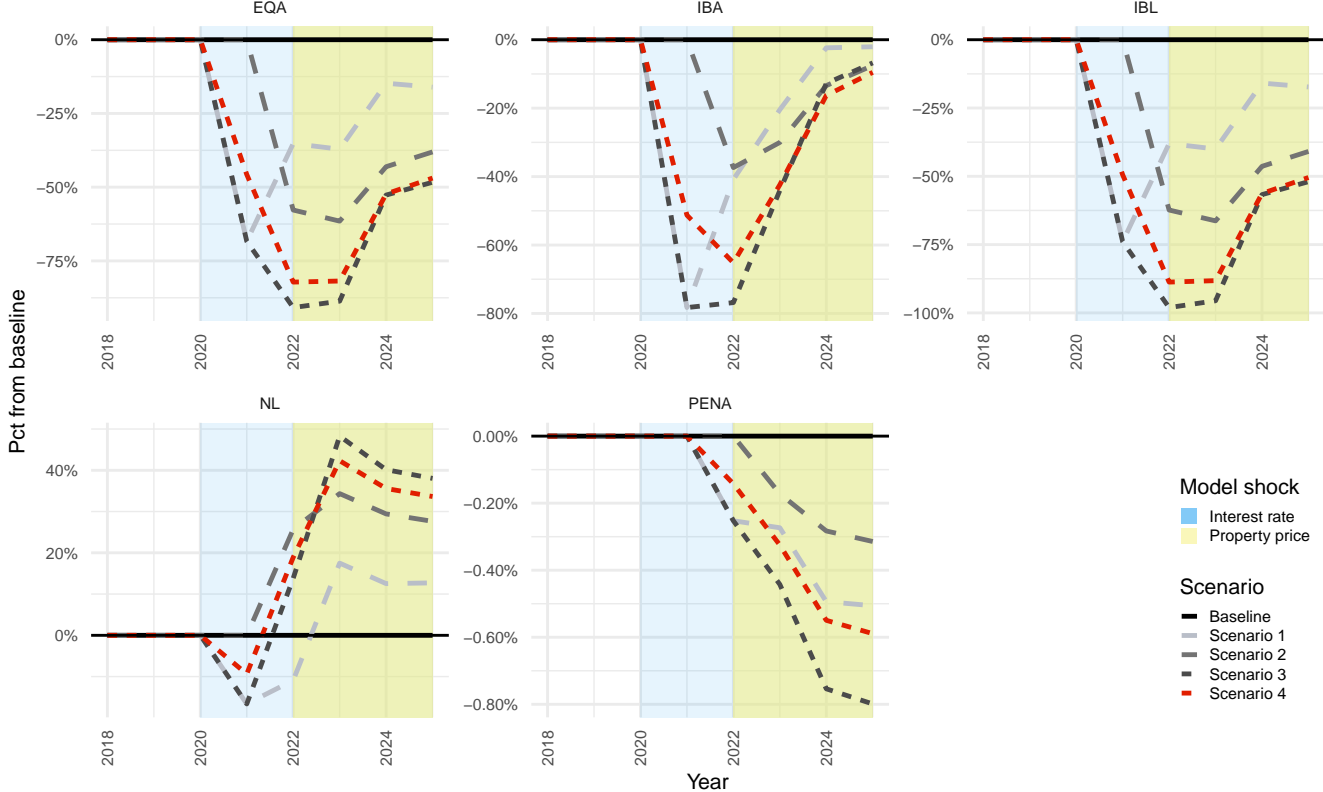 EQA
IBA
IBL
0%
−25%
−50%
−75%
0%
−20%
−40%
−60%
−80%
0%
−25%
−50%
−75%
−100%
2018
2020
2022
2024
2018
2020
2022
2024
2018
2020
2022
2024
Pct from baseline
NL
PENA
40%
20%
0%
0.00%
−0.20%
−0.40%
−0.60%
−0.80%
2018
2020
2022
2024
2018
2020
2022
2024
Year
Model shock
Interest rate
Property price
Scenario
Baseline
Scenario 1
Scenario 2
Scenario 3
Scenario 4